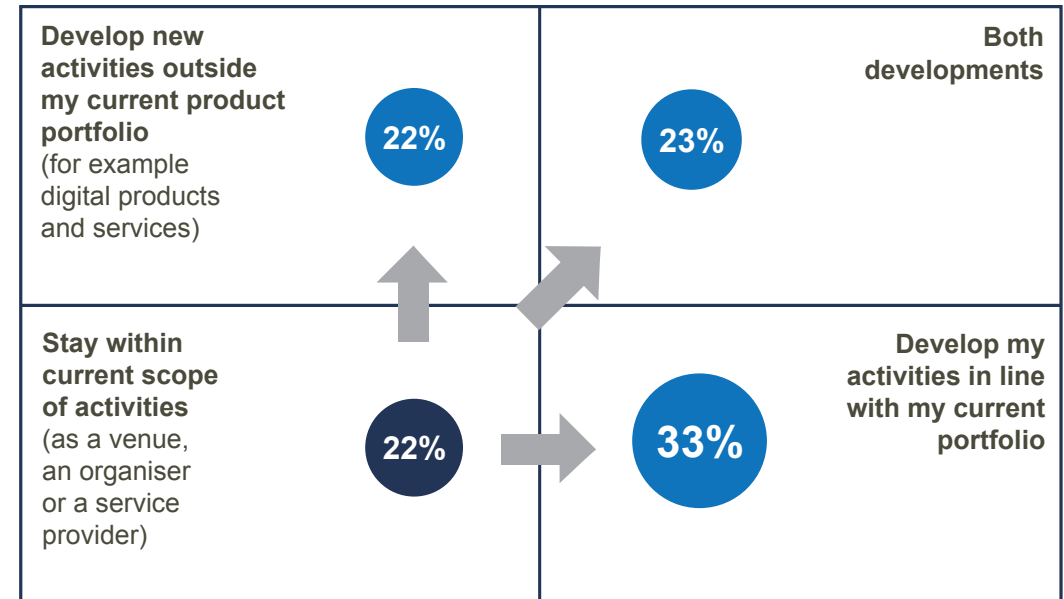 Develop new
activities outside
my current product
portfolio
(for example
digital products
and services)
22%
Both
developments
23%
Stay within
current scope
of activities
(as a venue,
an organiser
or a service
provider)
22%
Develop my
activities in line
with my current
portfolio
33%